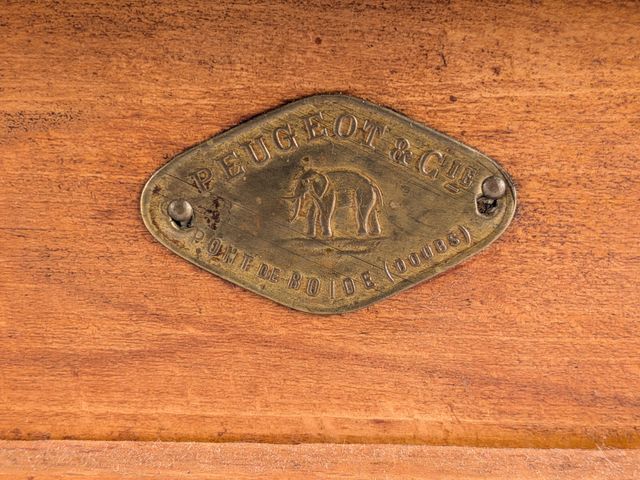 PEUGEOT & CIE
PONT DE ROIDE (DOUBS)